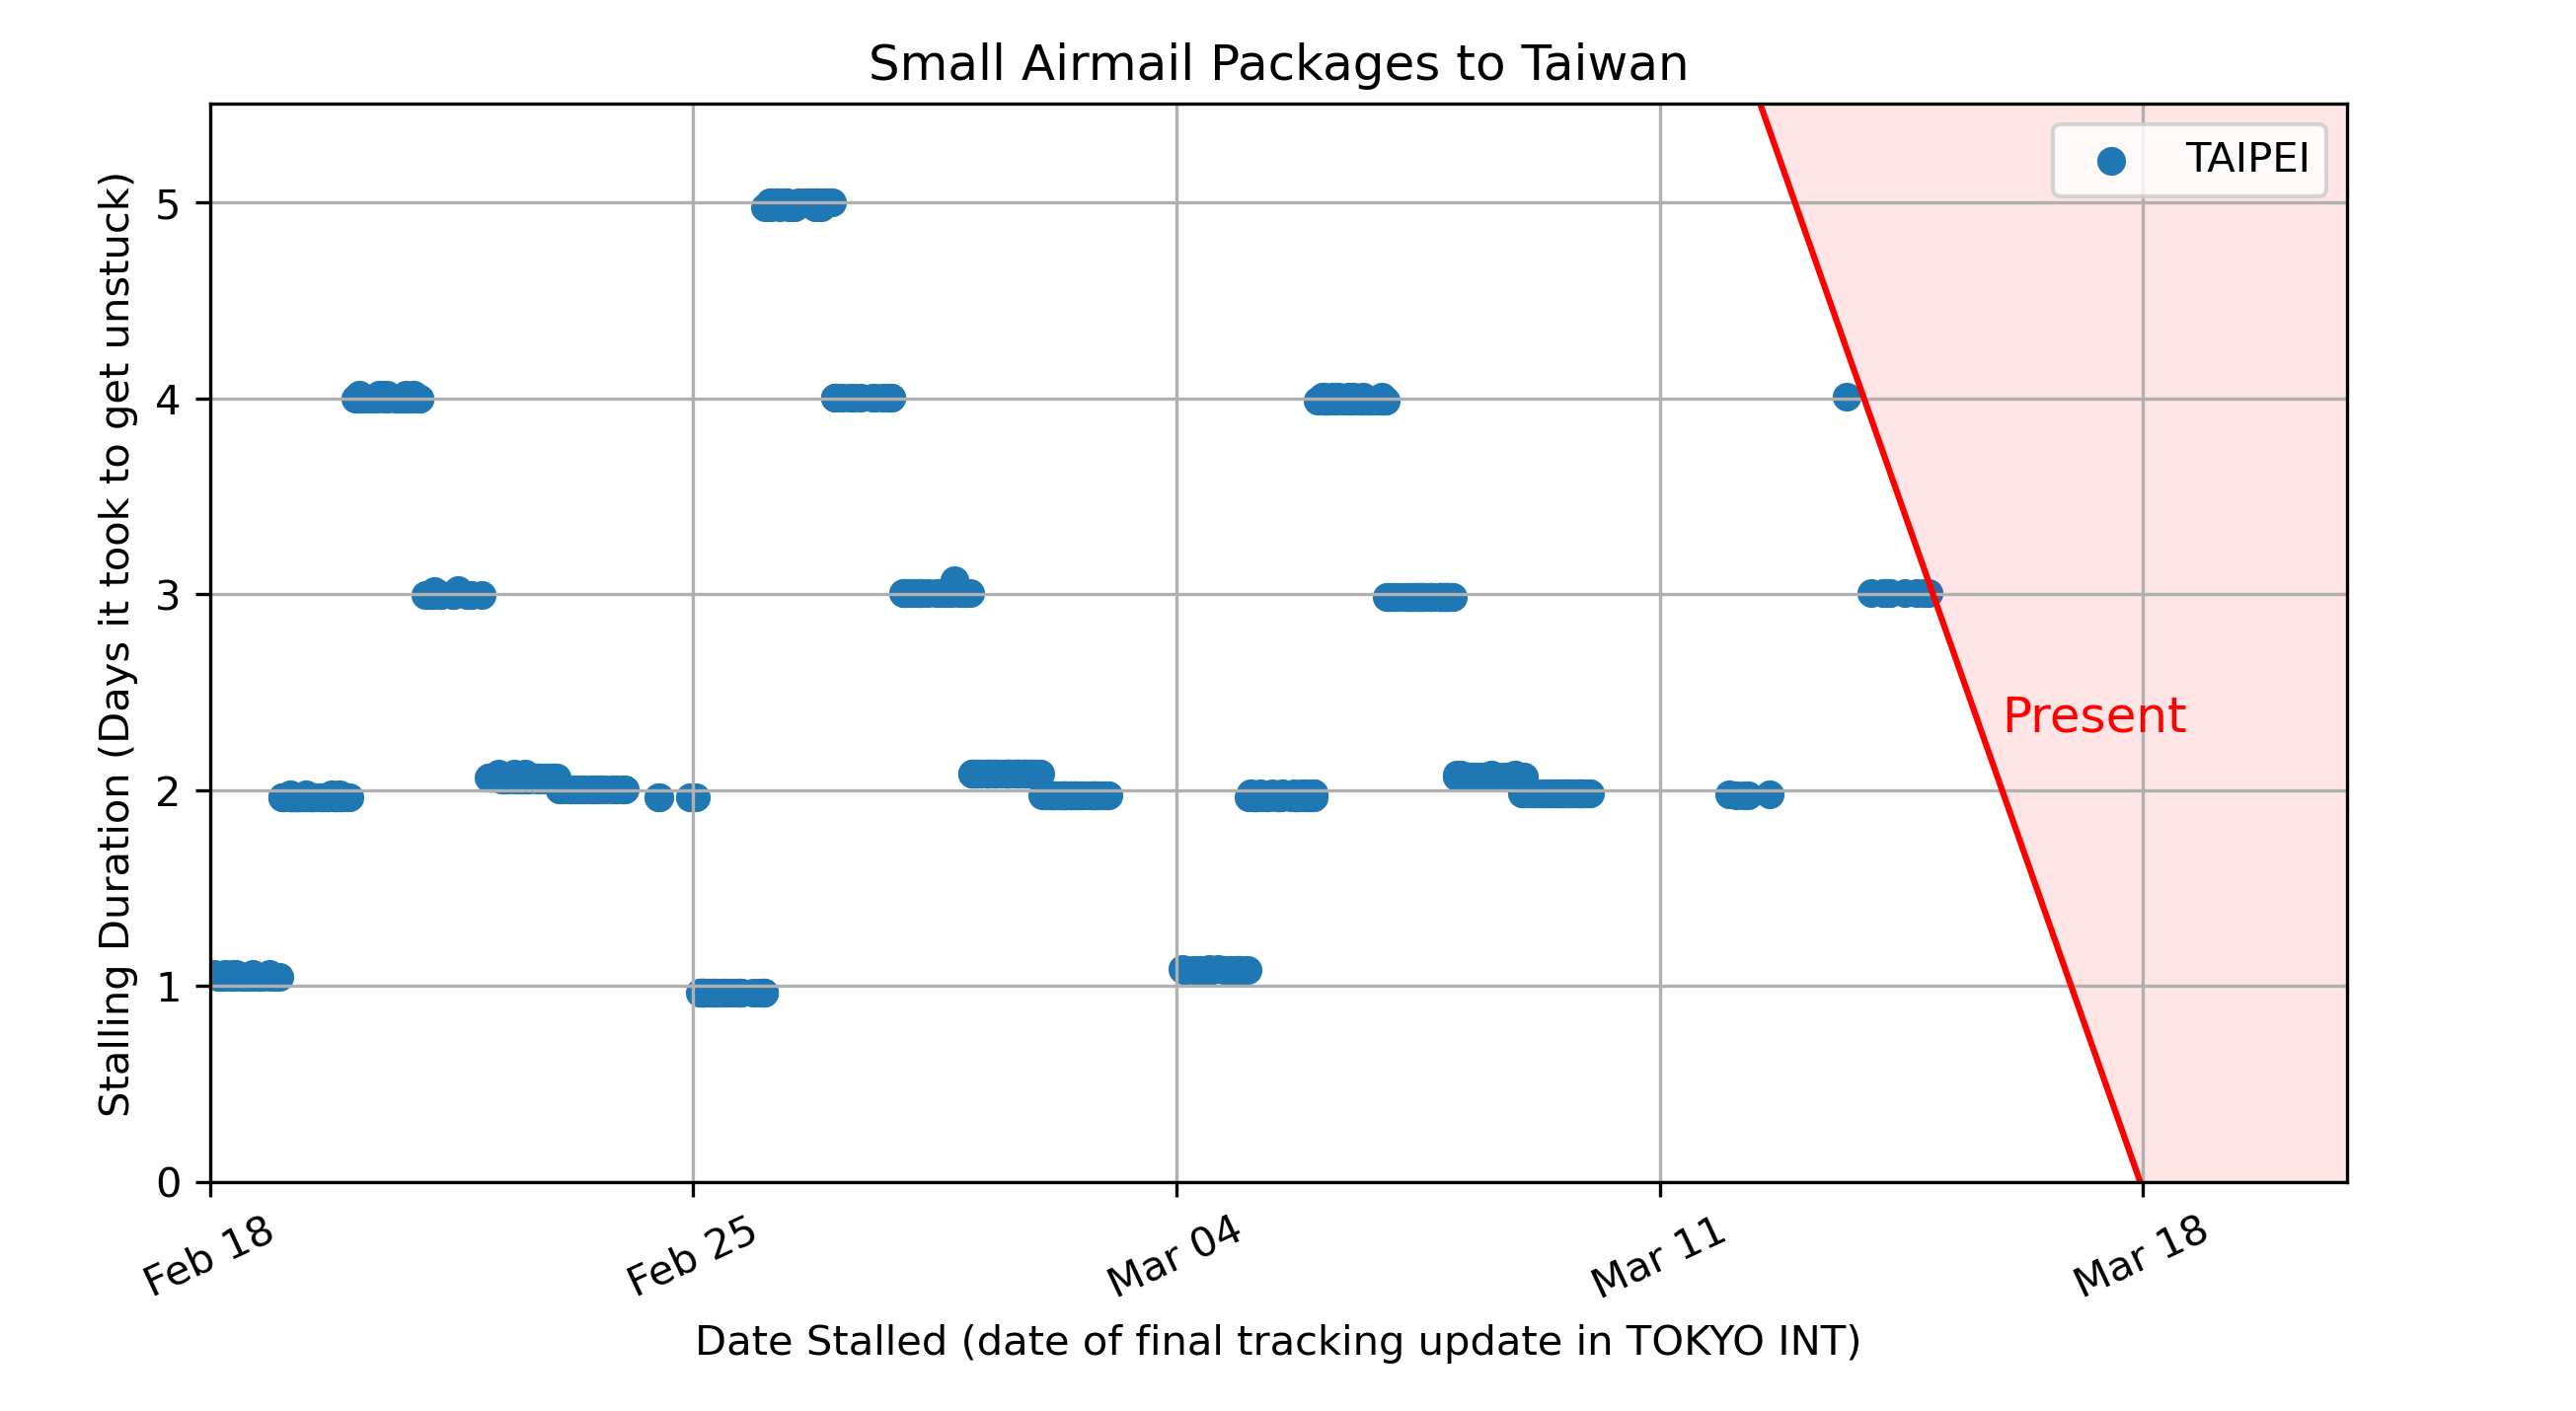 Small Airmail Packages to Taiwan
TAIPEI
Stalling Duration (Days it took to get unstuck)
5
4
3
2
1
0
Present
Feb 18
Feb 25
Mar 04
Mar 11
Mar 18
Date Stalled (date of final tracking update in TOKYO INT)